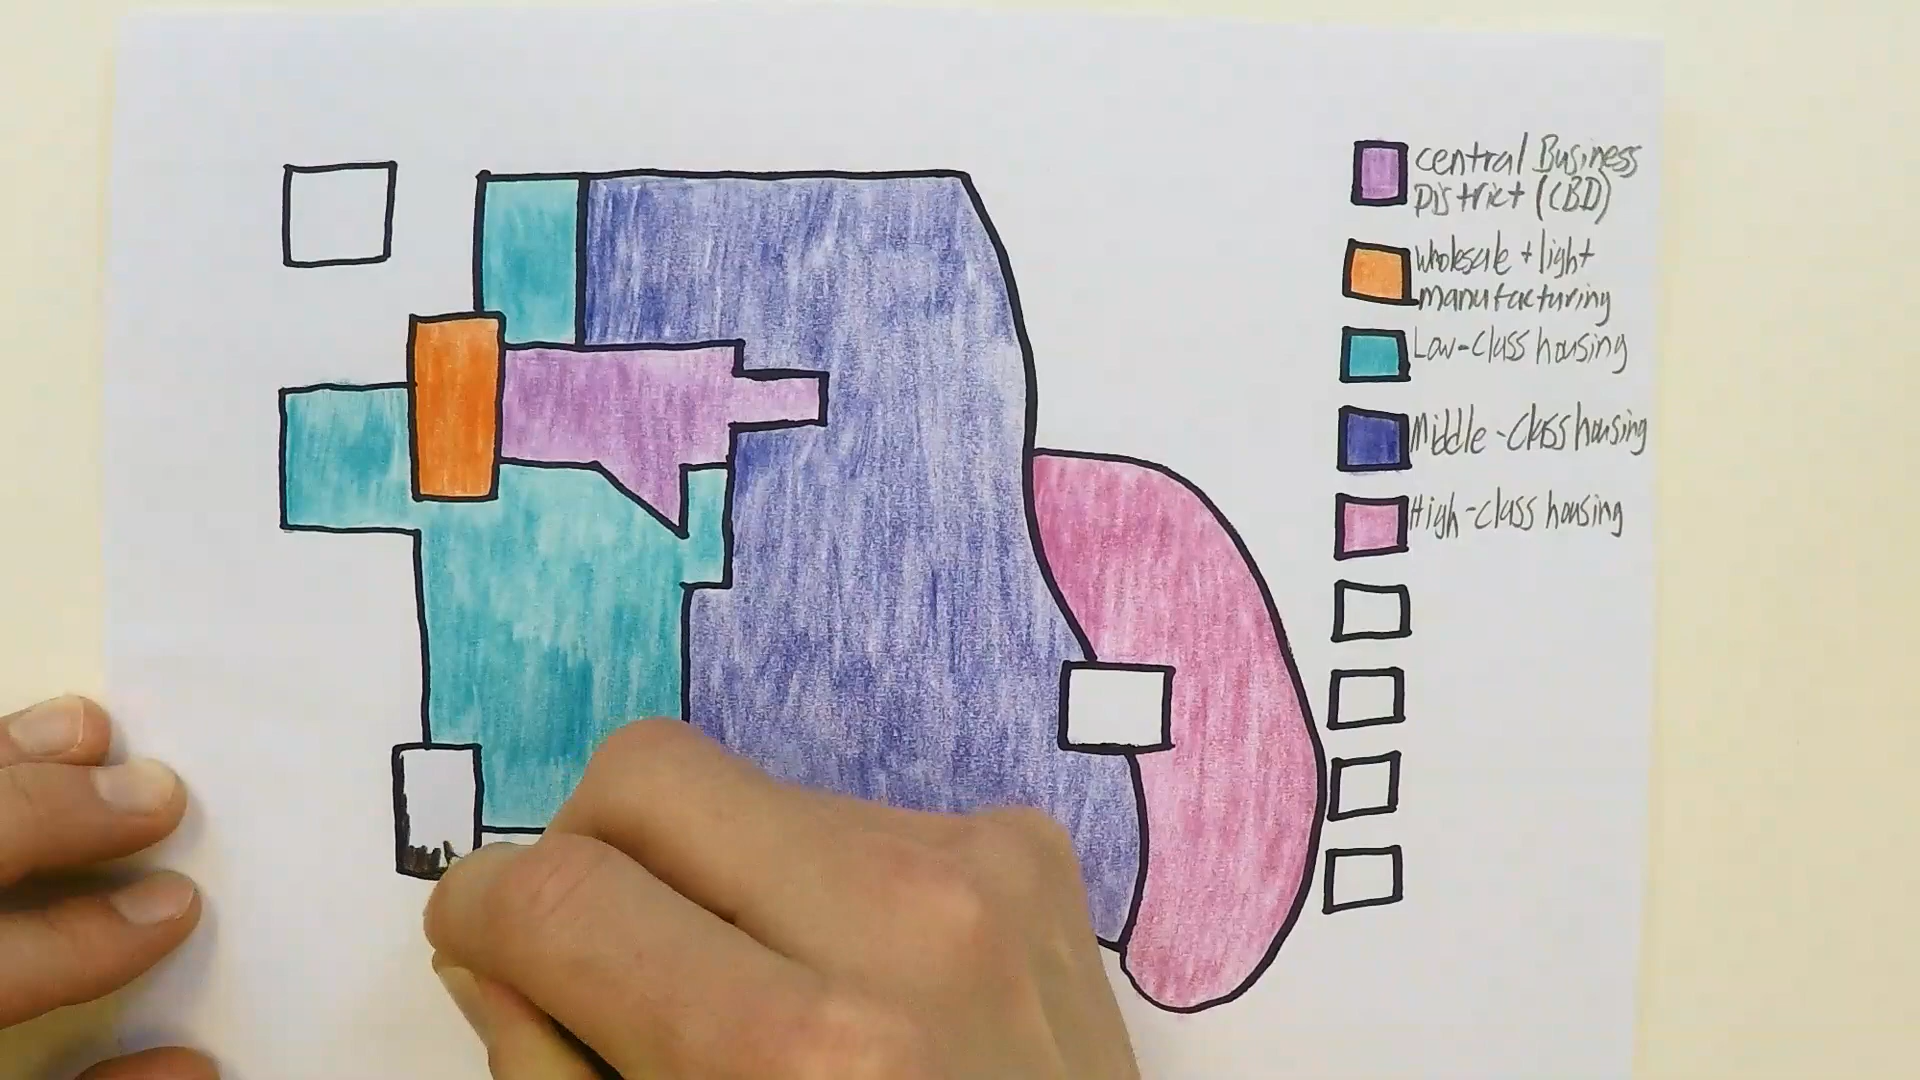 Central Business
District (CBD)
wholesale + light
manufacturing
Low-class housing
Middle-class housing
High-class housing